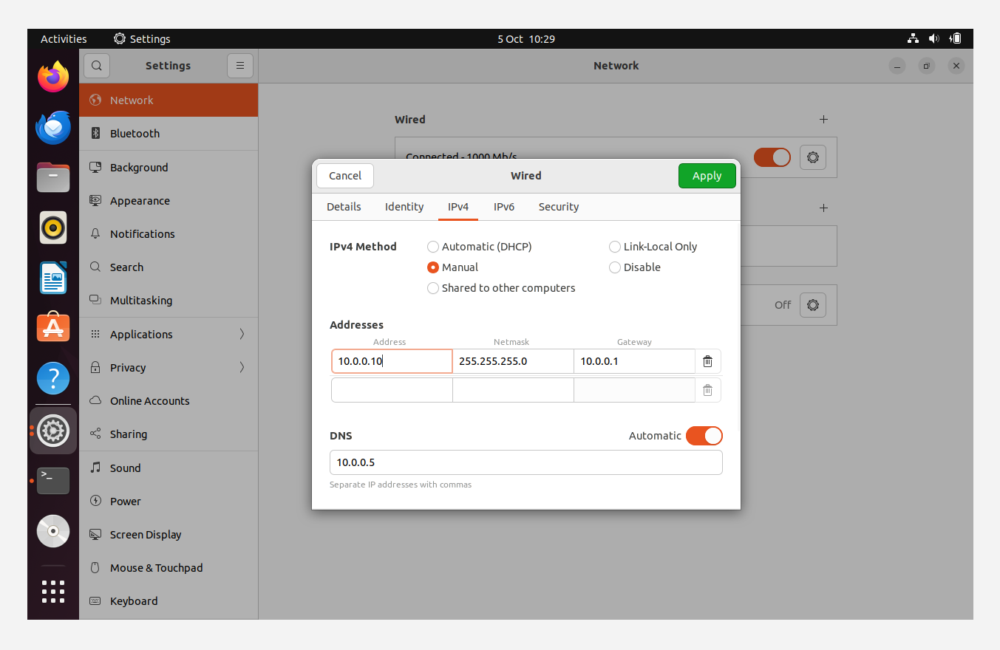 Activities Settings 5 Oct 10:29
Settings Network
Network
Bluetooth
Background
Appearance
Notifications
Search
Multitasking
Applications
Privacy
Online Accounts
Sharing
Sound
Power
Screen Display
Mouse & Touchpad
Keyboard
Wired
Connected - 1000 Mb/s
Off
Cancel Wired Apply
Details Identity IPv4 IPv6 Security
IPv4 Method Automatic (DHCP) Link-Local Only
Manual Disable
Shared to other computers
Addresses
Address Netmask Gateway
10.0.0.10 255.255.255.0 10.0.0.1
DNS Automatic
10.0.0.5
Separate IP addresses with commas